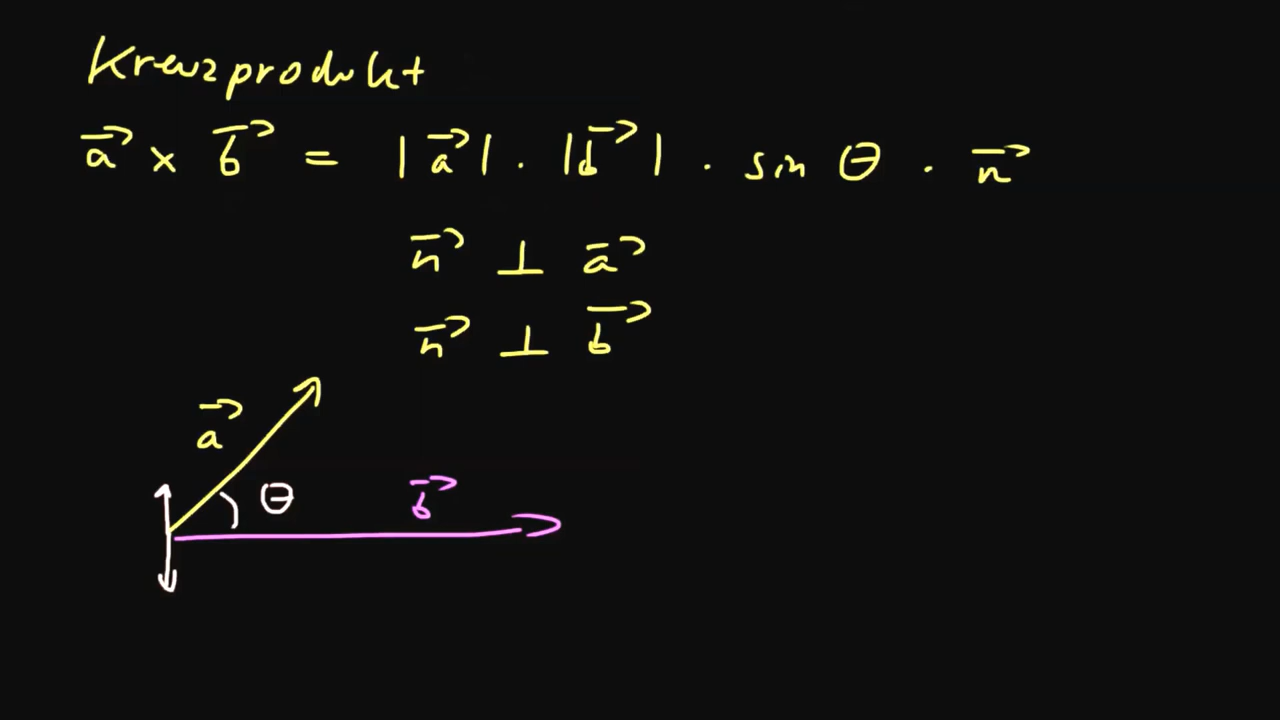 Kreuzprodukt
a⃗ × b⃗ = |a⃗| · |b⃗| · sin θ · n⃗
n⃗ ⊥ a⃗
n⃗ ⊥ b⃗
a⃗
θ
b⃗